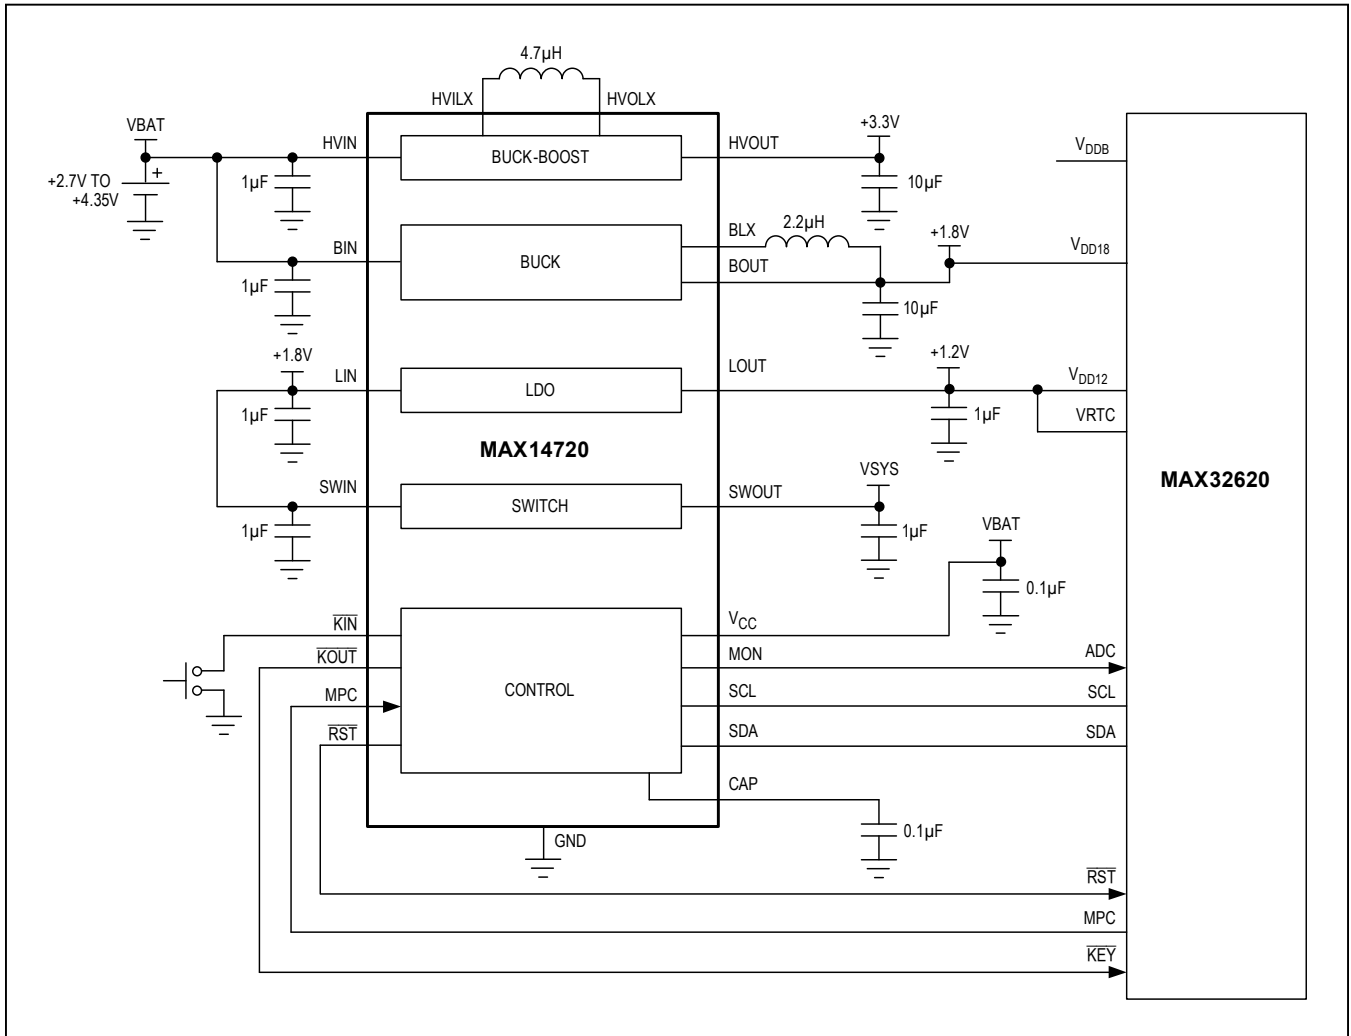 4.7µH
HVILX
HVOLX
VBAT
HVIN
BUCK-BOOST
HVOUT
+3.3V
VDDB
+2.7V TO
+4.35V
+
1µF
10µF
BLX
2.2µH
+1.8V
VDD18
BIN
BUCK
BOUT
1µF
10µF
+1.8V
LIN
LDO
LOUT
+1.2V
VDD12
1µF
1µF
VRTC
MAX14720
MAX32620
SWIN
SWITCH
SWOUT
VSYS
1µF
1µF
VBAT
0.1µF
KIN
VCC
KOUT
MON
ADC
MPC
CONTROL
SCL
SCL
RST
SDA
SDA
CAP
0.1µF
GND
RST
MPC
KEY